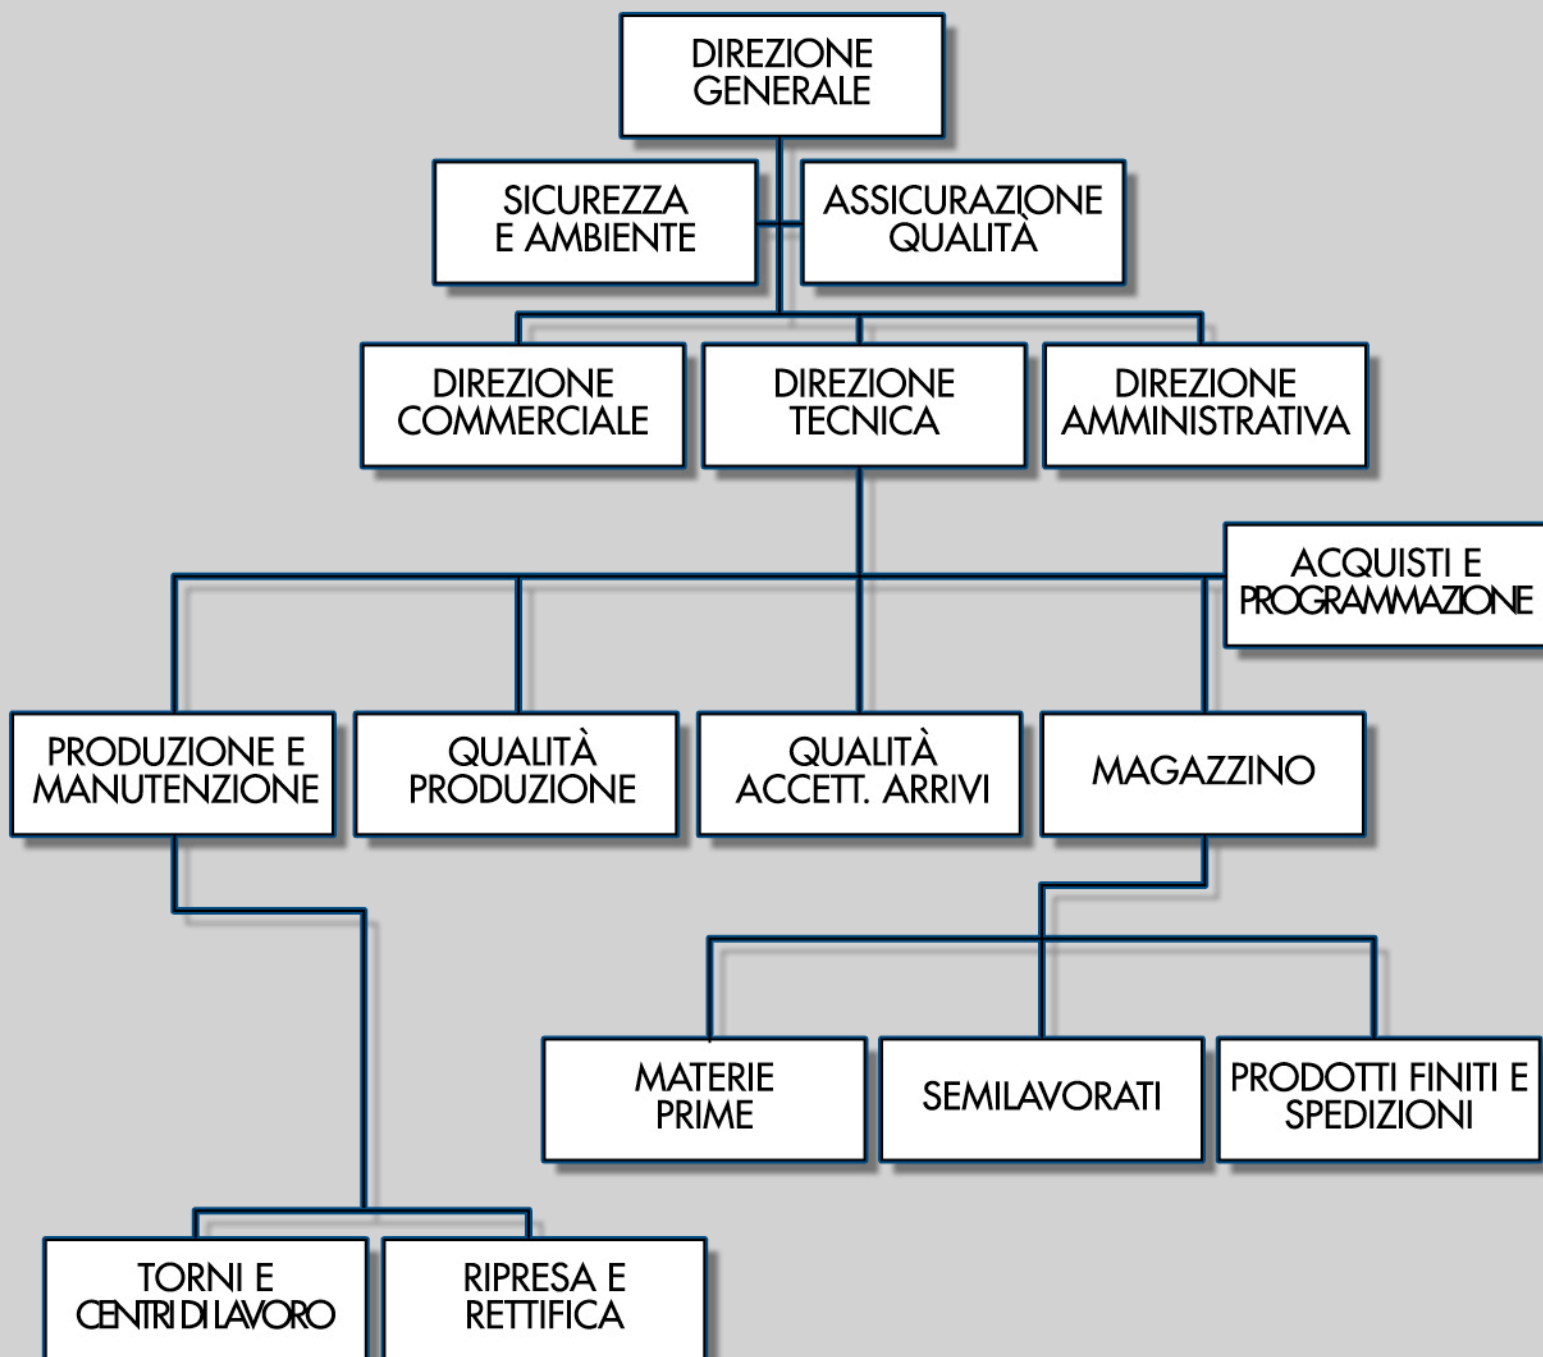 DIREZIONE
GENERALE
SICUREZZA
E AMBIENTE
ASSICURAZIONE
QUALITÀ
DIREZIONE
COMMERCIALE
DIREZIONE
TECNICA
DIREZIONE
AMMINISTRATIVA
ACQUISTI E
PROGRAMMAZIONE
PRODUZIONE E
MANUTENZIONE
QUALITÀ
PRODUZIONE
QUALITÀ
ACCETT. ARRIVI
MAGAZZINO
MATERIE
PRIME
SEMILAVORATI
PRODOTTI FINITI E
SPEDIZIONI
TORNI E
CENTRI DI LAVORO
RIPRESA E
RETTIFICA